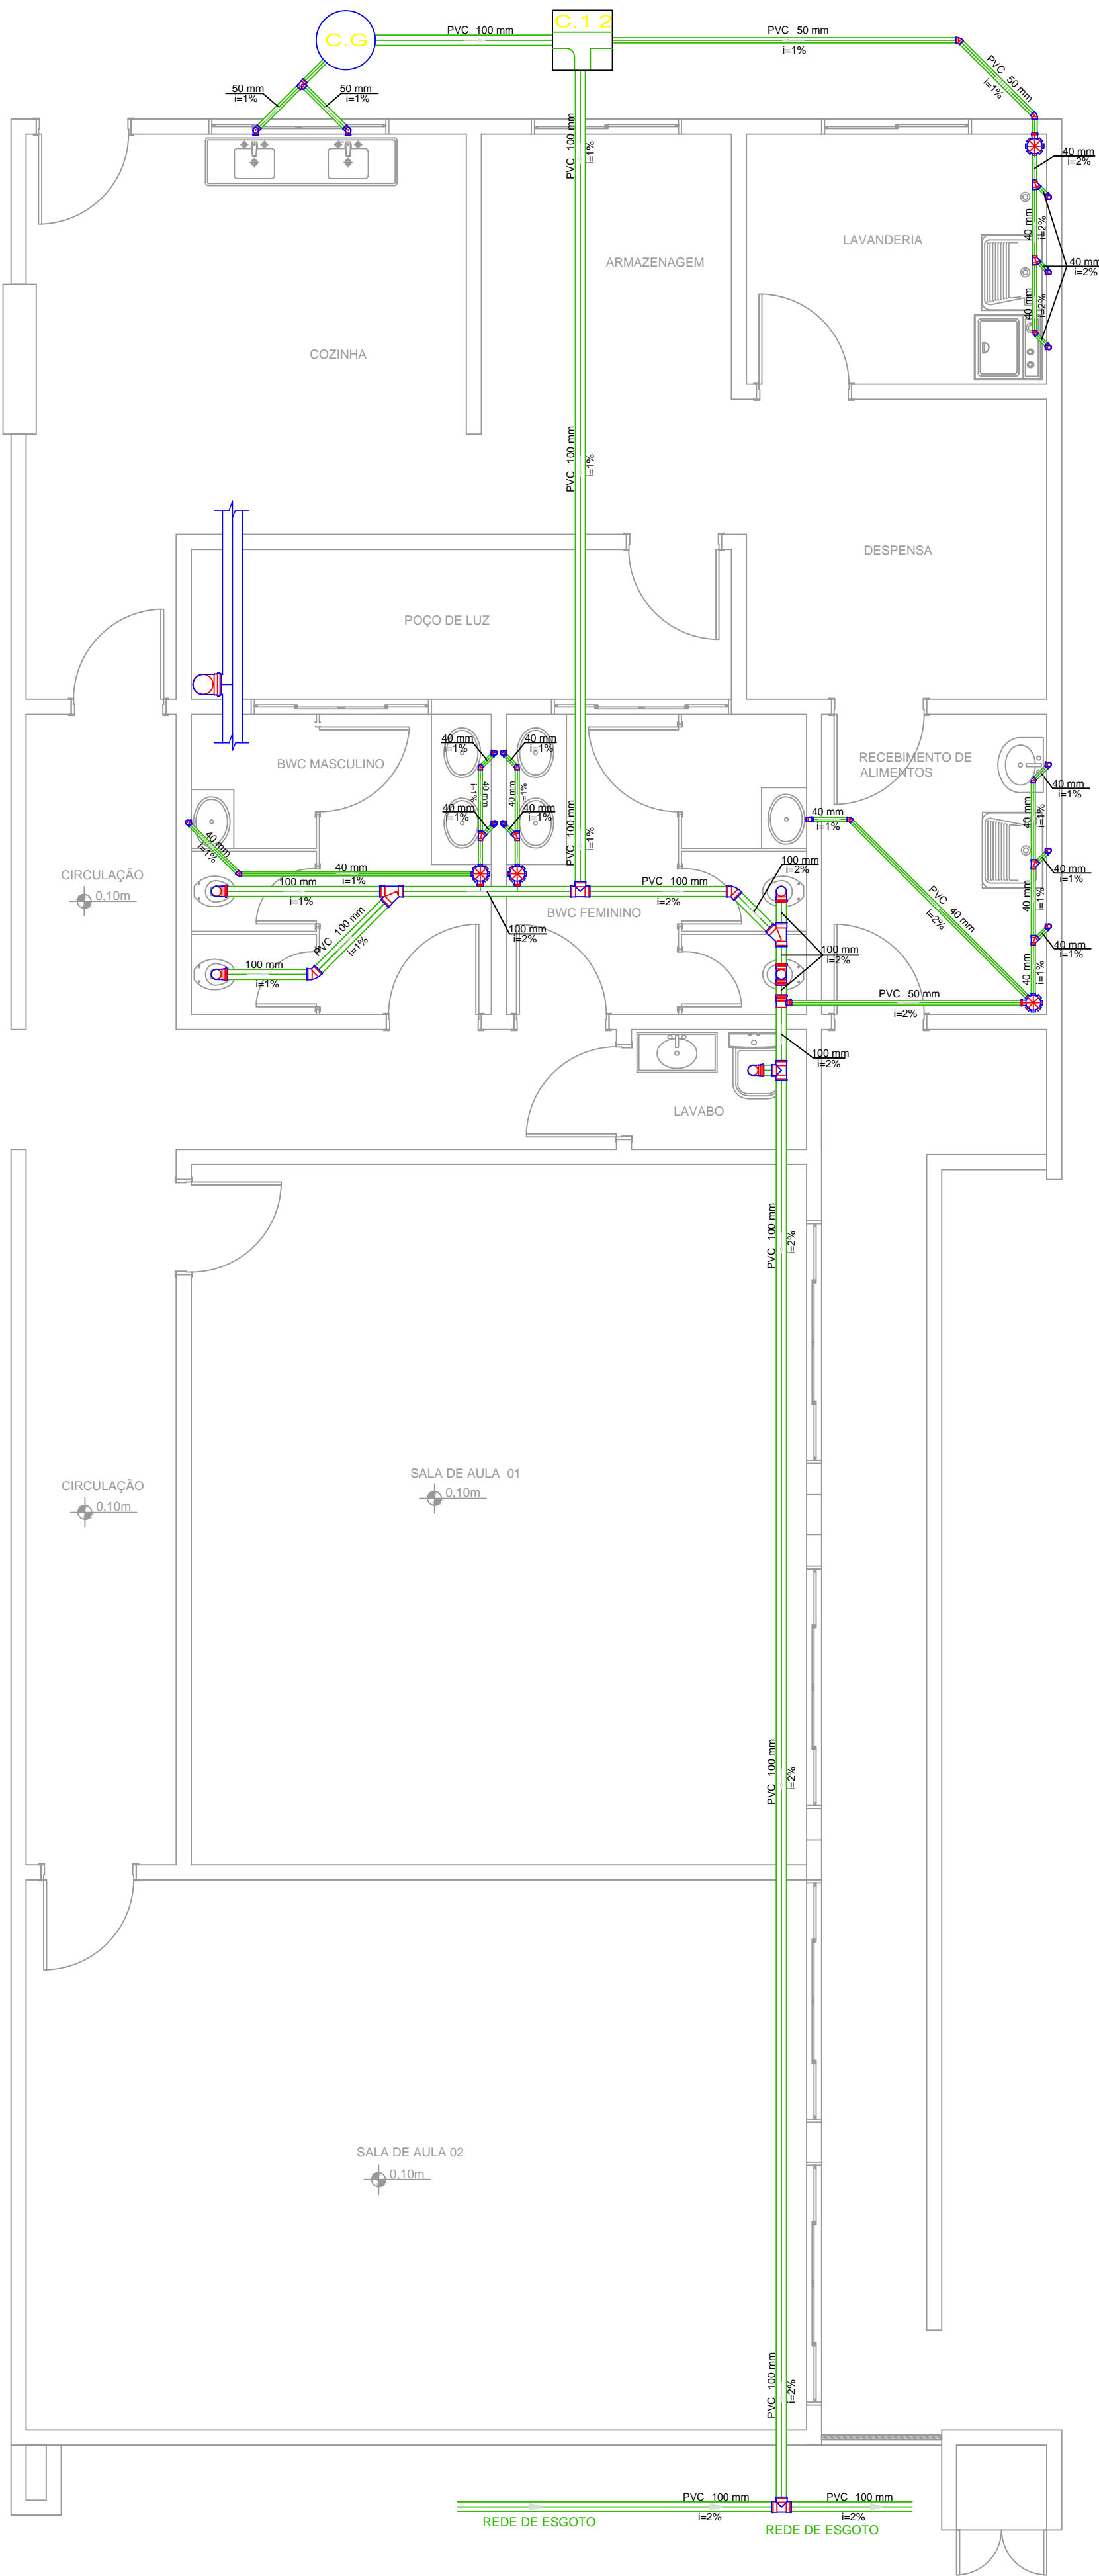 C.G
PVC 100 mm
C.1 2
PVC 50 mm
i=1%
PVC 50 mm
i=1%
50 mm
i=1%
50 mm
i=1%
PVC 100 mm
i=1%
40 mm
i=2%
40 mm
i=2%
40 mm
i=2%
40 mm
i=2%
LAVANDERIA
ARMAZENAGEM
COZINHA
PVC 100 mm
i=1%
DESPENSA
POÇO DE LUZ
BWC MASCULINO
40 mm
i=1%
40 mm
i=1%
40 mm
i=1%
40 mm
i=1%
40 mm
i=1%
40 mm
i=1%
RECEBIMENTO DE
ALIMENTOS
40 mm
i=1%
40 mm
i=1%
40 mm
i=1%
PVC 100 mm
i=1%
40 mm
i=1%
40 mm
i=1%
CIRCULAÇÃO
0,10m
40 mm
i=1%
100 mm
i=1%
PVC 100 mm
i=2%
100 mm
i=2%
40 mm
i=1%
40 mm
i=1%
PVC 40 mm
i=2%
BWC FEMININO
100 mm
i=2%
PVC 100 mm
i=1%
100 mm
i=1%
100 mm
i=2%
40 mm
i=1%
40 mm
i=1%
PVC 50 mm
i=2%
100 mm
i=2%
LAVABO
PVC 100 mm
i=2%
CIRCULAÇÃO
0,10m
SALA DE AULA 01
0,10m
PVC 100 mm
i=2%
SALA DE AULA 02
0,10m
PVC 100 mm
i=2%
PVC 100 mm
i=2%
PVC 100 mm
i=2%
REDE DE ESGOTO
REDE DE ESGOTO